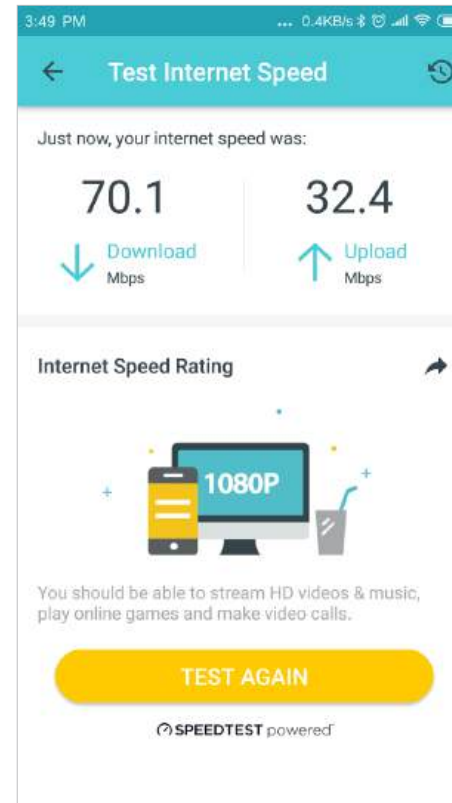 3:49 PM ... 0.4KB/s
Test Internet Speed
Just now, your internet speed was:
70.1 32.4
Download Upload
Mbps Mbps
Internet Speed Rating
1080P
You should be able to stream HD videos & music,
play online games and make video calls.
TEST AGAIN
SPEEDTEST powered